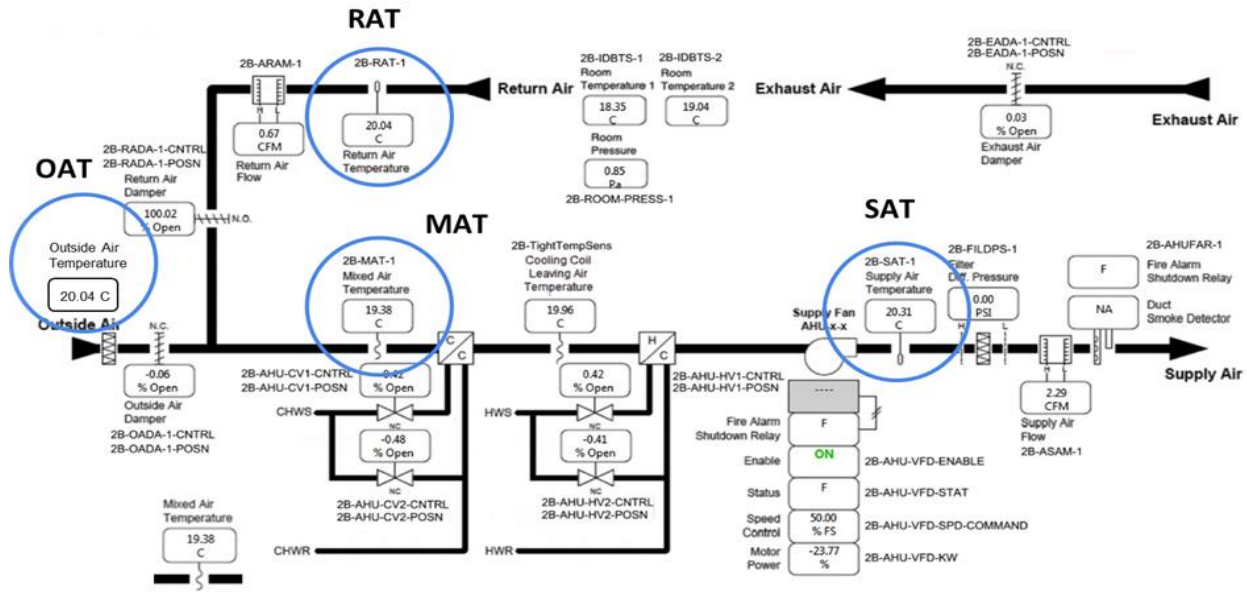 RAT
2B-ARAM-1
2B-RAT-1
2B-IDBTS-1
Room
Temperature 1
18.35
C
2B-IDBTS-2
Room
Temperature 2
19.04
C
2B-EADA-1-CNTRL
2B-EADA-1-POSN
N.C.
Return Air
Exhaust Air
Exhaust Air
H L
0.67
CFM
Return Air
Flow
20.04
C
Return Air
Temperature
Room
Pressure
0.85
Pa
2B-ROOM-PRESS-1
0.03
% Open
Exhaust Air
Damper
2B-RADA-1-CNTRL
2B-RADA-1-POSN
Return Air
Damper
100.02
% Open
N.O.
OAT
Outside Air
Temperature
20.04 C
Outside Air
MAT
2B-MAT-1
Mixed Air
Temperature
19.38
C
2B-TightTempSens
Cooling Coil
Leaving Air
Temperature
19.96
C
SAT
2B-SAT-1
Supply Air
Temperature
20.31
C
2B-FILDPS-1
Filter
Diff. Pressure
0.00
PSI
H L
2B-AHUFAR-1
F
Fire Alarm
Shutdown Relay
NA
Duct
Smoke Detector
Supply Fan
AHU-x-x
Supply Air
N.C.
-0.06
% Open
Outside Air
Damper
2B-OADA-1-CNTRL
2B-OADA-1-POSN
C
C
H
C
2B-AHU-CV1-CNTRL
2B-AHU-CV1-POSN
% Open
CHWS
NC
-0.48
% Open
NC
2B-AHU-CV2-CNTRL
2B-AHU-CV2-POSN
CHWR
0.42
% Open
2B-AHU-HV1-CNTRL
2B-AHU-HV1-POSN
HWS
NC
-0.41
% Open
NC
2B-AHU-HV2-CNTRL
2B-AHU-HV2-POSN
HWR
H L
2.29
CFM
Supply Air
Flow
2B-ASAM-1
----
Fire Alarm
Shutdown Relay
F
Enable
ON
2B-AHU-VFD-ENABLE
Status
F
2B-AHU-VFD-STAT
Speed
Control
50.00
% FS
2B-AHU-VFD-SPD-COMMAND
Motor
Power
-23.77
%
2B-AHU-VFD-KW
Mixed Air
Temperature
19.38
C